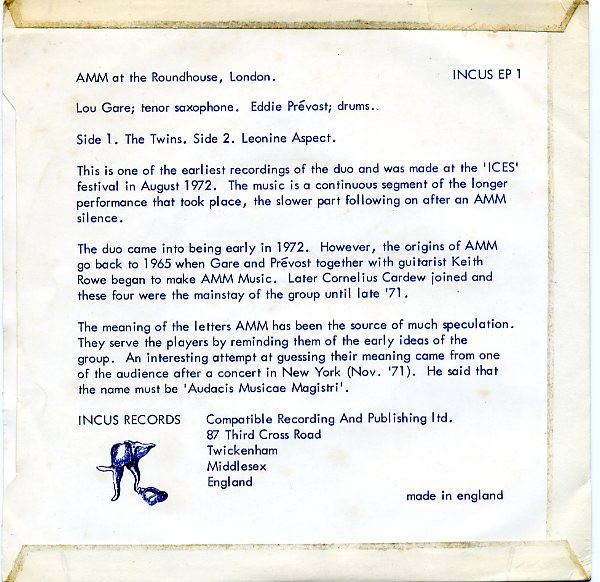 AMM at the Roundhouse, London.
INCUS EP 1
Lou Gare; tenor saxophone. Eddie Prévost; drums.
Side 1. The Twins. Side 2. Leonine Aspect.
This is one of the earliest recordings of the duo and was made at the 'ICES'
festival in August 1972. The music is a continuous segment of the longer
performance that took place, the slower part following on after an AMM
silence.
The duo came into being early in 1972. However, the origins of AMM
go back to 1965 when Gare and Prévost together with guitarist Keith
Rowe began to make AMM Music. Later Cornelius Cardew joined and
these four were the mainstay of the group until late '71.
The meaning of the letters AMM has been the source of much speculation.
They serve the players by reminding them of the early ideas of the
group. An interesting attempt at guessing their meaning came from one
of the audience after a concert in New York (Nov. '71). He said that
the name must be 'Audacis Musicae Magistri'.
INCUS RECORDS
Compatible Recording And Publishing ltd.
87 Third Cross Road
Twickenham
Middlesex
England
made in england